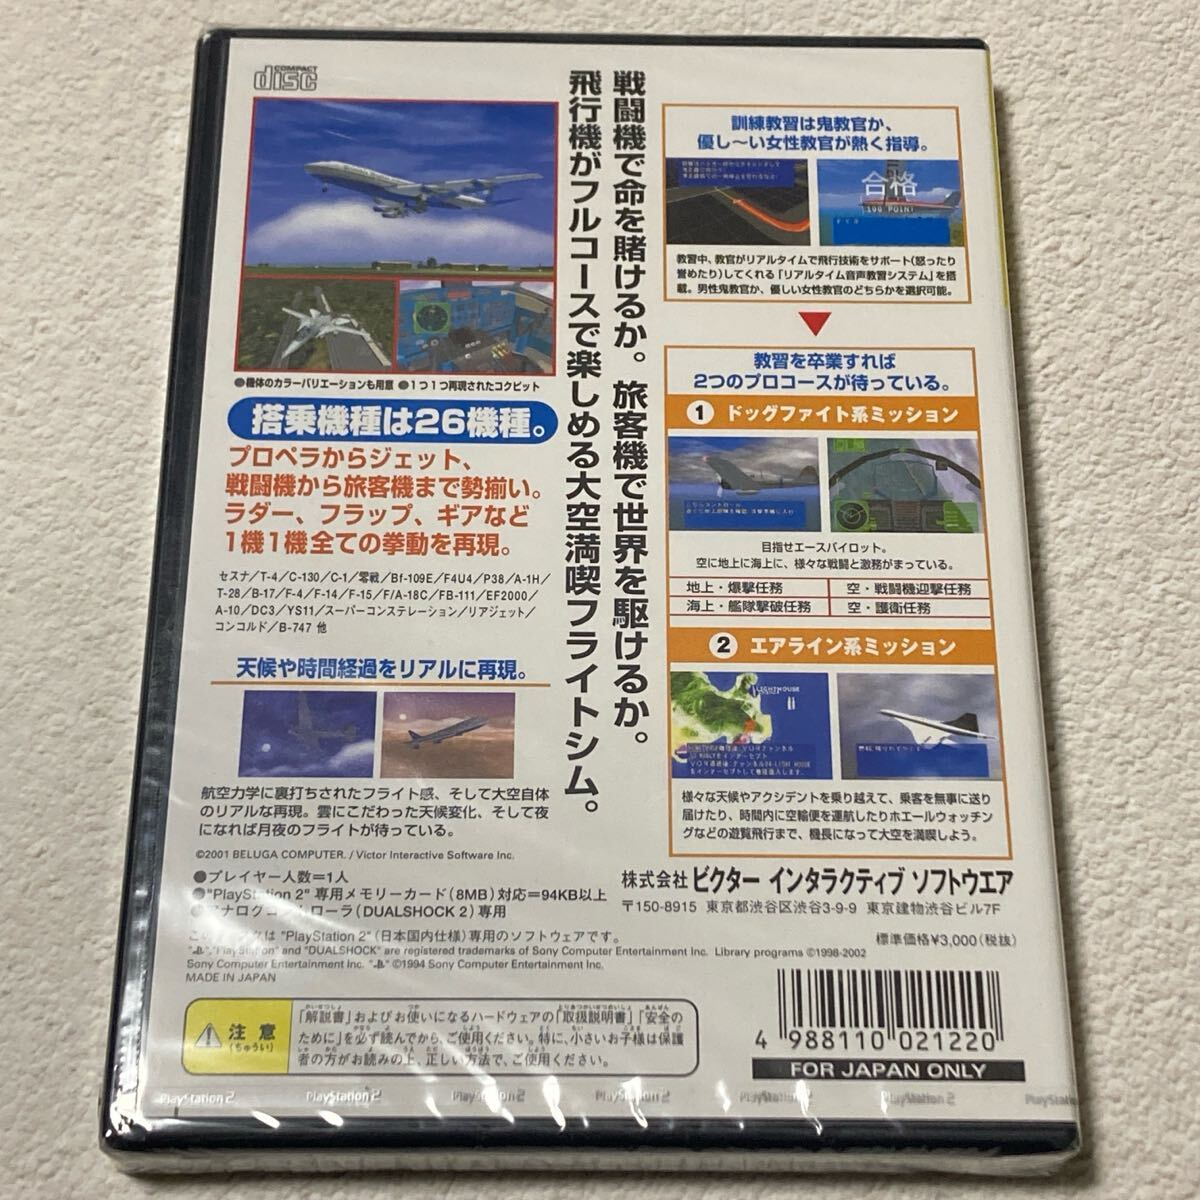 COMPACT
disc
戦闘機で命を賭けるか。旅客機で世界を駆けるか。
飛行機がフルコースで楽しめる大空満喫フライトシム。
●機体のカラーバリエーションも用意 ●1つ1つ再現されたコクピット
搭乗機種は26機種。
プロペラからジェット、
戦闘機から旅客機まで勢揃い。
ラダー、フラップ、ギアなど
1機1機全ての挙動を再現。
セスナ／T-4／C-130／C-1／零戦／Bf-109E／F4U4／P38／A-1H／
T-28／B-17／F-4／F-14／F-15／F/A-18C／FB-111／EF2000／
A-10／DC3／YS11／スーパーコンステレーション／リアジェット／
コンコルド／B-747 他
天候や時間経過をリアルに再現。
航空力学に裏打ちされたフライト感、そして大空自体
のリアルな再現。雲にこだわった天候変化、そして夜
になれば月夜のフライトが待っている。
©2001 BELUGA COMPUTER. / Victor Interactive Software Inc.
●プレイヤー人数＝1人
●"PlayStation 2" 専用メモリーカード（8MB）対応＝94KB以上
●アナログコントローラ（DUALSHOCK 2）専用
訓練教習は鬼教官か、
優し〜い女性教官が熱く指導。
合格
100 POINT
教習中、教官がリアルタイムで飛行技術をサポート（怒ったり
誉めたり）してくれる「リアルタイム音声教習システム」を搭
載。男性鬼教官か、優しい女性教官のどちらかを選択可能。
教習を卒業すれば
2つのプロコースが待っている。
1 ドッグファイト系ミッション
目指せエースパイロット。
空に地上に海上に、様々な戦闘と激務がまっている。
地上・爆撃任務
空・戦闘機迎撃任務
海上・艦隊撃破任務
空・護衛任務
2 エアライン系ミッション
LIGHTHOUSE
様々な天候やアクシデントを乗り越えて、乗客を無事に送り
届けたり、時間内に空輸便を運航したりホエールウォッチン
グなどの遊覧飛行まで、機長になって大空を満喫しよう。
株式会社 ビクター インタラクティブ ソフトウエア
〒150-8915 東京都渋谷区渋谷3-9-9 東京建物渋谷ビル7F
このディスクは "PlayStation 2"（日本国内仕様）専用のソフトウェアです。
標準価格¥3,000（税抜）
"PlayStation" and "DUALSHOCK" are registered trademarks of Sony Computer Entertainment Inc. Library programs ©1998-2002
Sony Computer Entertainment Inc. ©1994 Sony Computer Entertainment Inc.
MADE IN JAPAN
注意
（ちゅうい）
「解説書」およびお使いになるハードウェアの「取扱説明書」「安全の
ために」を必ず読んでから、ご使用ください。特に、小さいお子様は保護
者の方がお読みの上、正しい方法で、ご使用ください。
4 988110 021220
FOR JAPAN ONLY
PlayStation 2 PlayStation 2 PlayStation 2 PlayStation 2 PlayStation 2 PlayStation 2 PlayStation